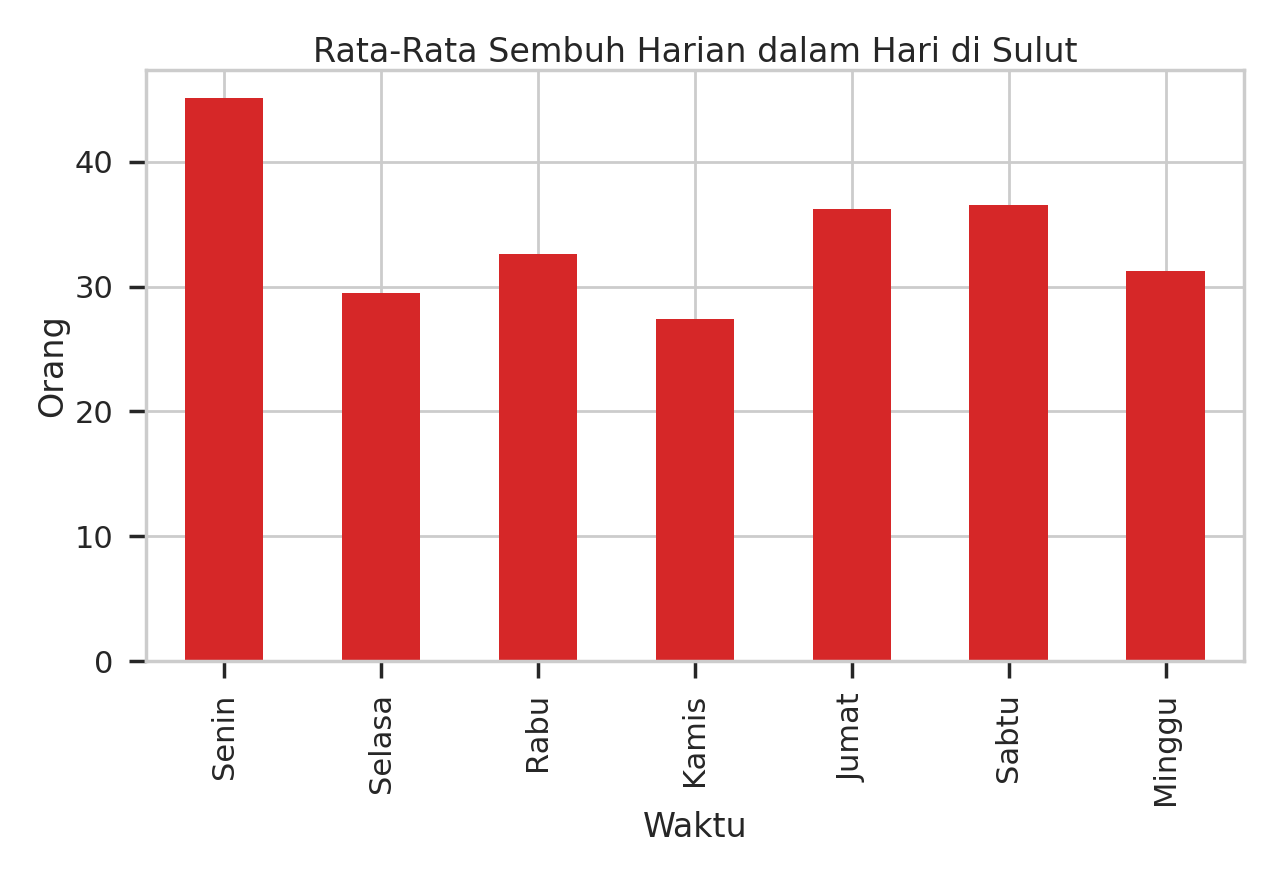 Rata-Rata Sembuh Harian dalam Hari di Sulut
Orang
40
30
20
10
0
Senin
Selasa
Rabu
Kamis
Jumat
Sabtu
Minggu
Waktu